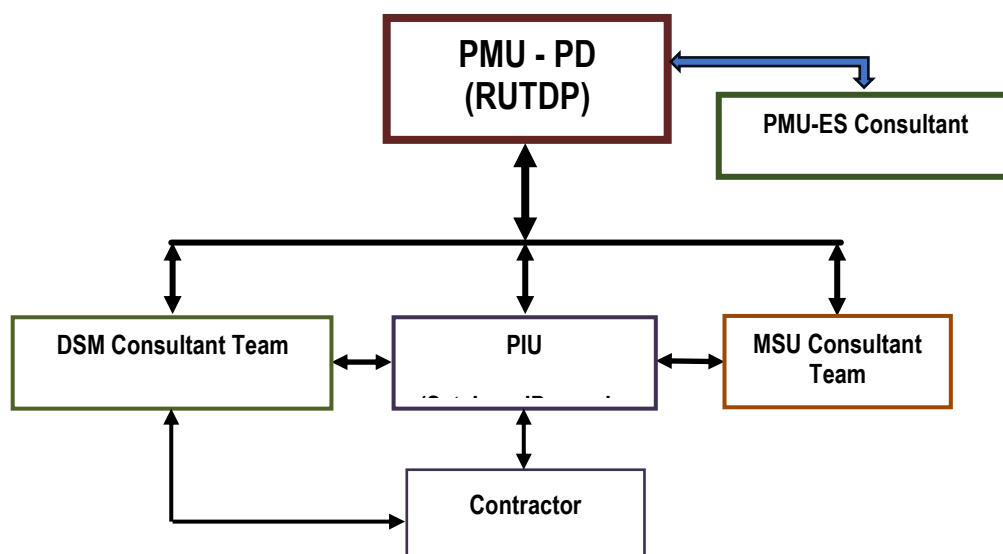 PMU - PD
(RUTDP)
PMU-ES Consultant
DSM Consultant Team
PIU
MSU Consultant
Team
Contractor